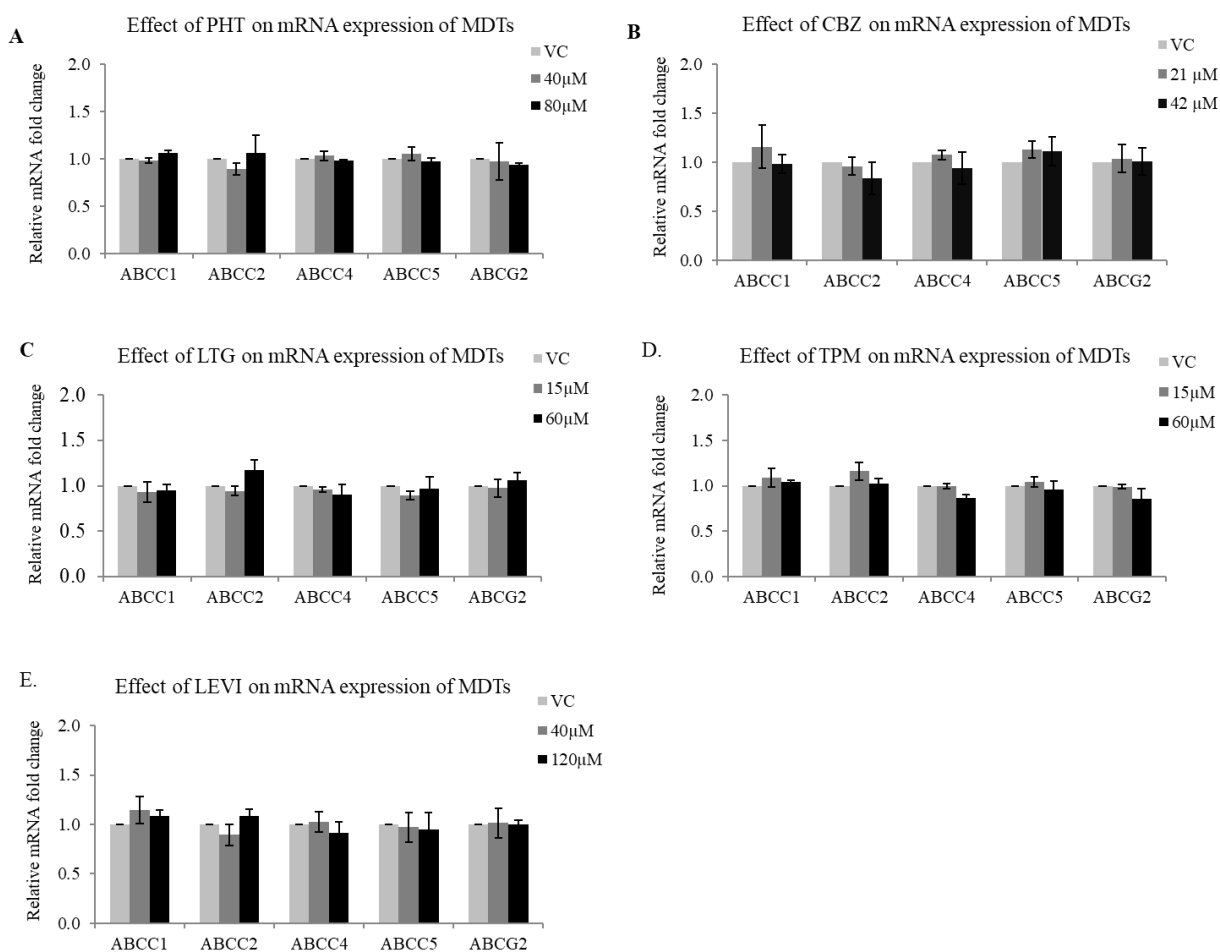 A
Effect of PHT on mRNA expression of MDTs
VC
40µM
80µM
Relative mRNA fold change
2.0
1.5
1.0
0.5
0.0
ABCC1 ABCC2 ABCC4 ABCC5 ABCG2
B
Effect of CBZ on mRNA expression of MDTs
VC
21 µM
42 µM
Relative mRNA fold change
2.0
1.5
1.0
0.5
0.0
ABCC1 ABCC2 ABCC4 ABCC5 ABCG2
C
Effect of LTG on mRNA expression of MDTs
VC
15µM
60µM
Relative mRNA fold change
2.0
1.5
1.0
0.5
0.0
ABCC1 ABCC2 ABCC4 ABCC5 ABCG2
D.
Effect of TPM on mRNA expression of MDTs
VC
15µM
60µM
Relative mRNA fold change
2.0
1.5
1.0
0.5
0.0
ABCC1 ABCC2 ABCC4 ABCC5 ABCG2
E.
Effect of LEVI on mRNA expression of MDTs
VC
40µM
120µM
Relative mRNA fold change
2.0
1.5
1.0
0.5
0.0
ABCC1 ABCC2 ABCC4 ABCC5 ABCG2